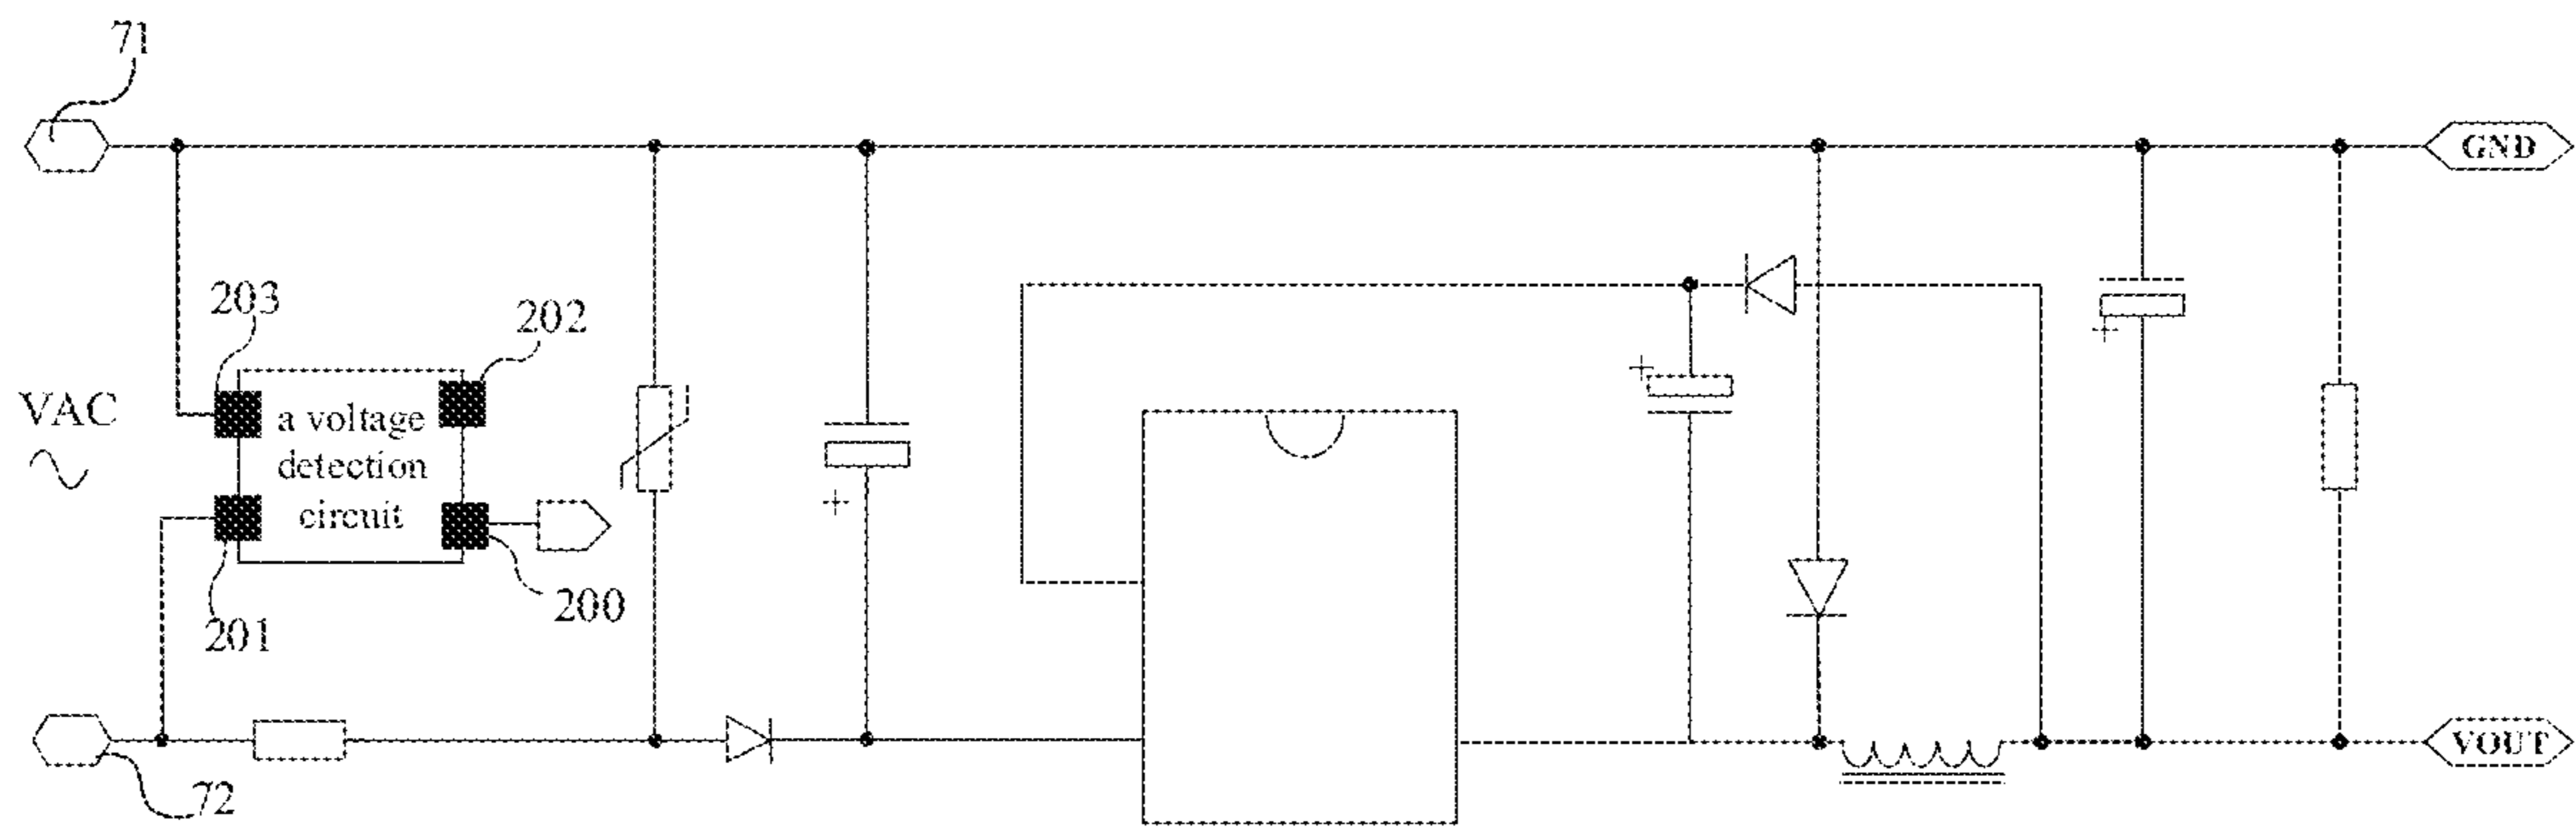 71
GND
203
202
VAC
a voltage
detection
circuit
200
201
72
VOUT